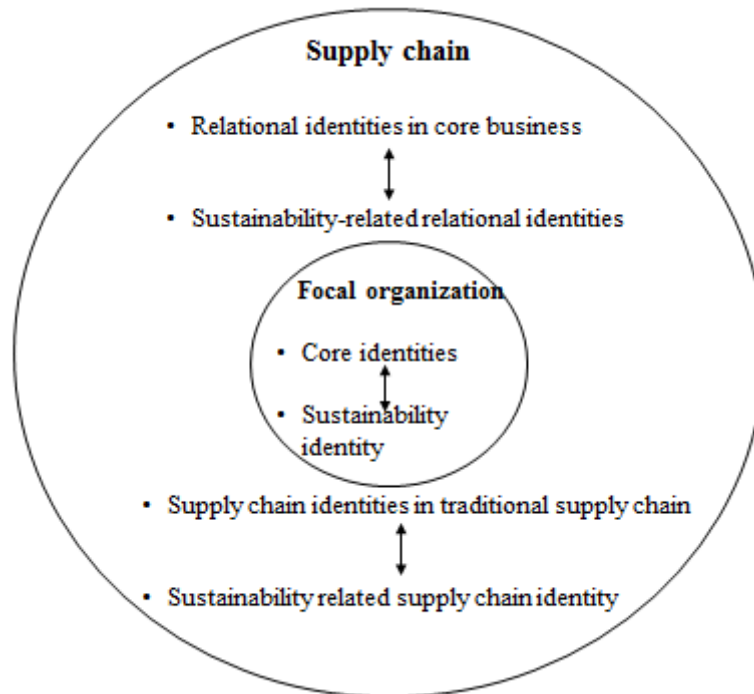 Supply chain
• Relational identities in core business
• Sustainability-related relational identities
Focal organization
• Core identities
• Sustainability
identity
• Supply chain identities in traditional supply chain
• Sustainability related supply chain identity